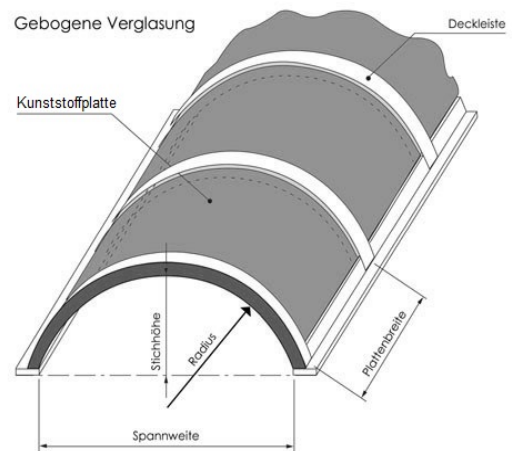 Gebogene Verglasung
Deckleiste
Kunststoffplatte
Stichhöhe
Radius
Plattenbreite
Spannweite